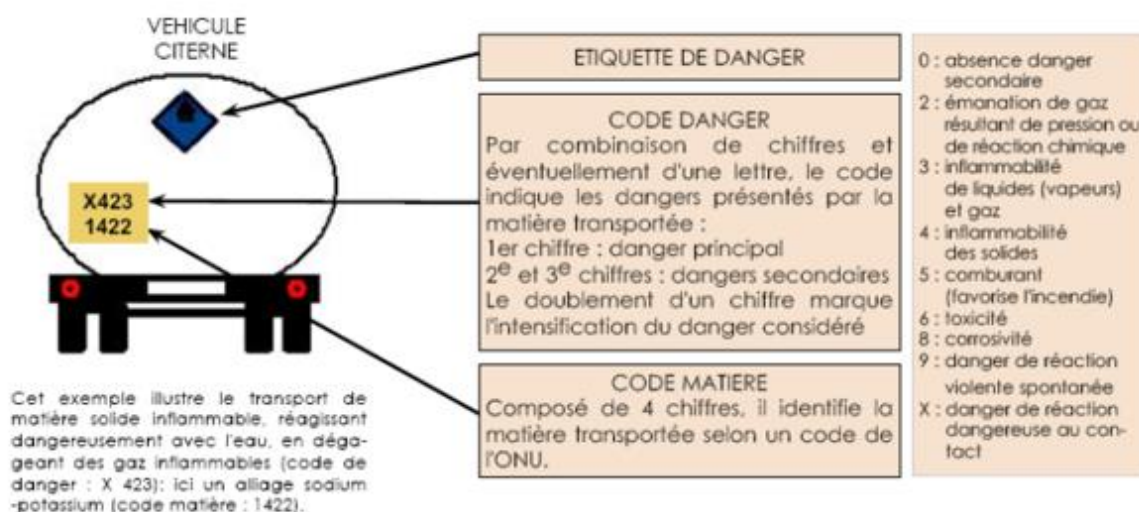 VEHICULE
CITERNE
X423
1422
Cet exemple illustre le transport de
matière solide inflammable, réagissant
dangereusement avec l'eau, en déga-
geant des gaz inflammables (code de
danger : X 423): ici un alliage sodium
-potassium (code matière : 1422).
ETIQUETTE DE DANGER
CODE DANGER
Par combinaison de chiffres et
éventuellement d'une lettre, le code
indique les dangers présentés par la
matière transportée :
1er chiffre : danger principal
2e et 3e chiffres : dangers secondaires
Le doublement d'un chiffre marque
l'intensification du danger considéré
CODE MATIERE
Composé de 4 chiffres, il identifie la
matière transportée selon un code de
l'ONU.
0 : absence danger
secondaire
2 : émanation de gaz
résultant de pression ou
de réaction chimique
3 : inflammabilité
de liquides (vapeurs)
et gaz
4 : inflammabilité
des solides
5 : comburant
(favorise l'incendie)
6 : toxicité
8 : corrosivité
9 : danger de réaction
violente spontanée
X : danger de réaction
dangereuse au con-
tact